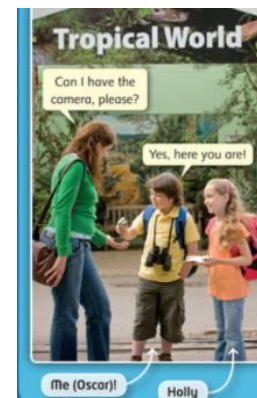 Tropical World
Can I have the
camera, please?
Yes, here you are!
Me (Oscar)!
Holly